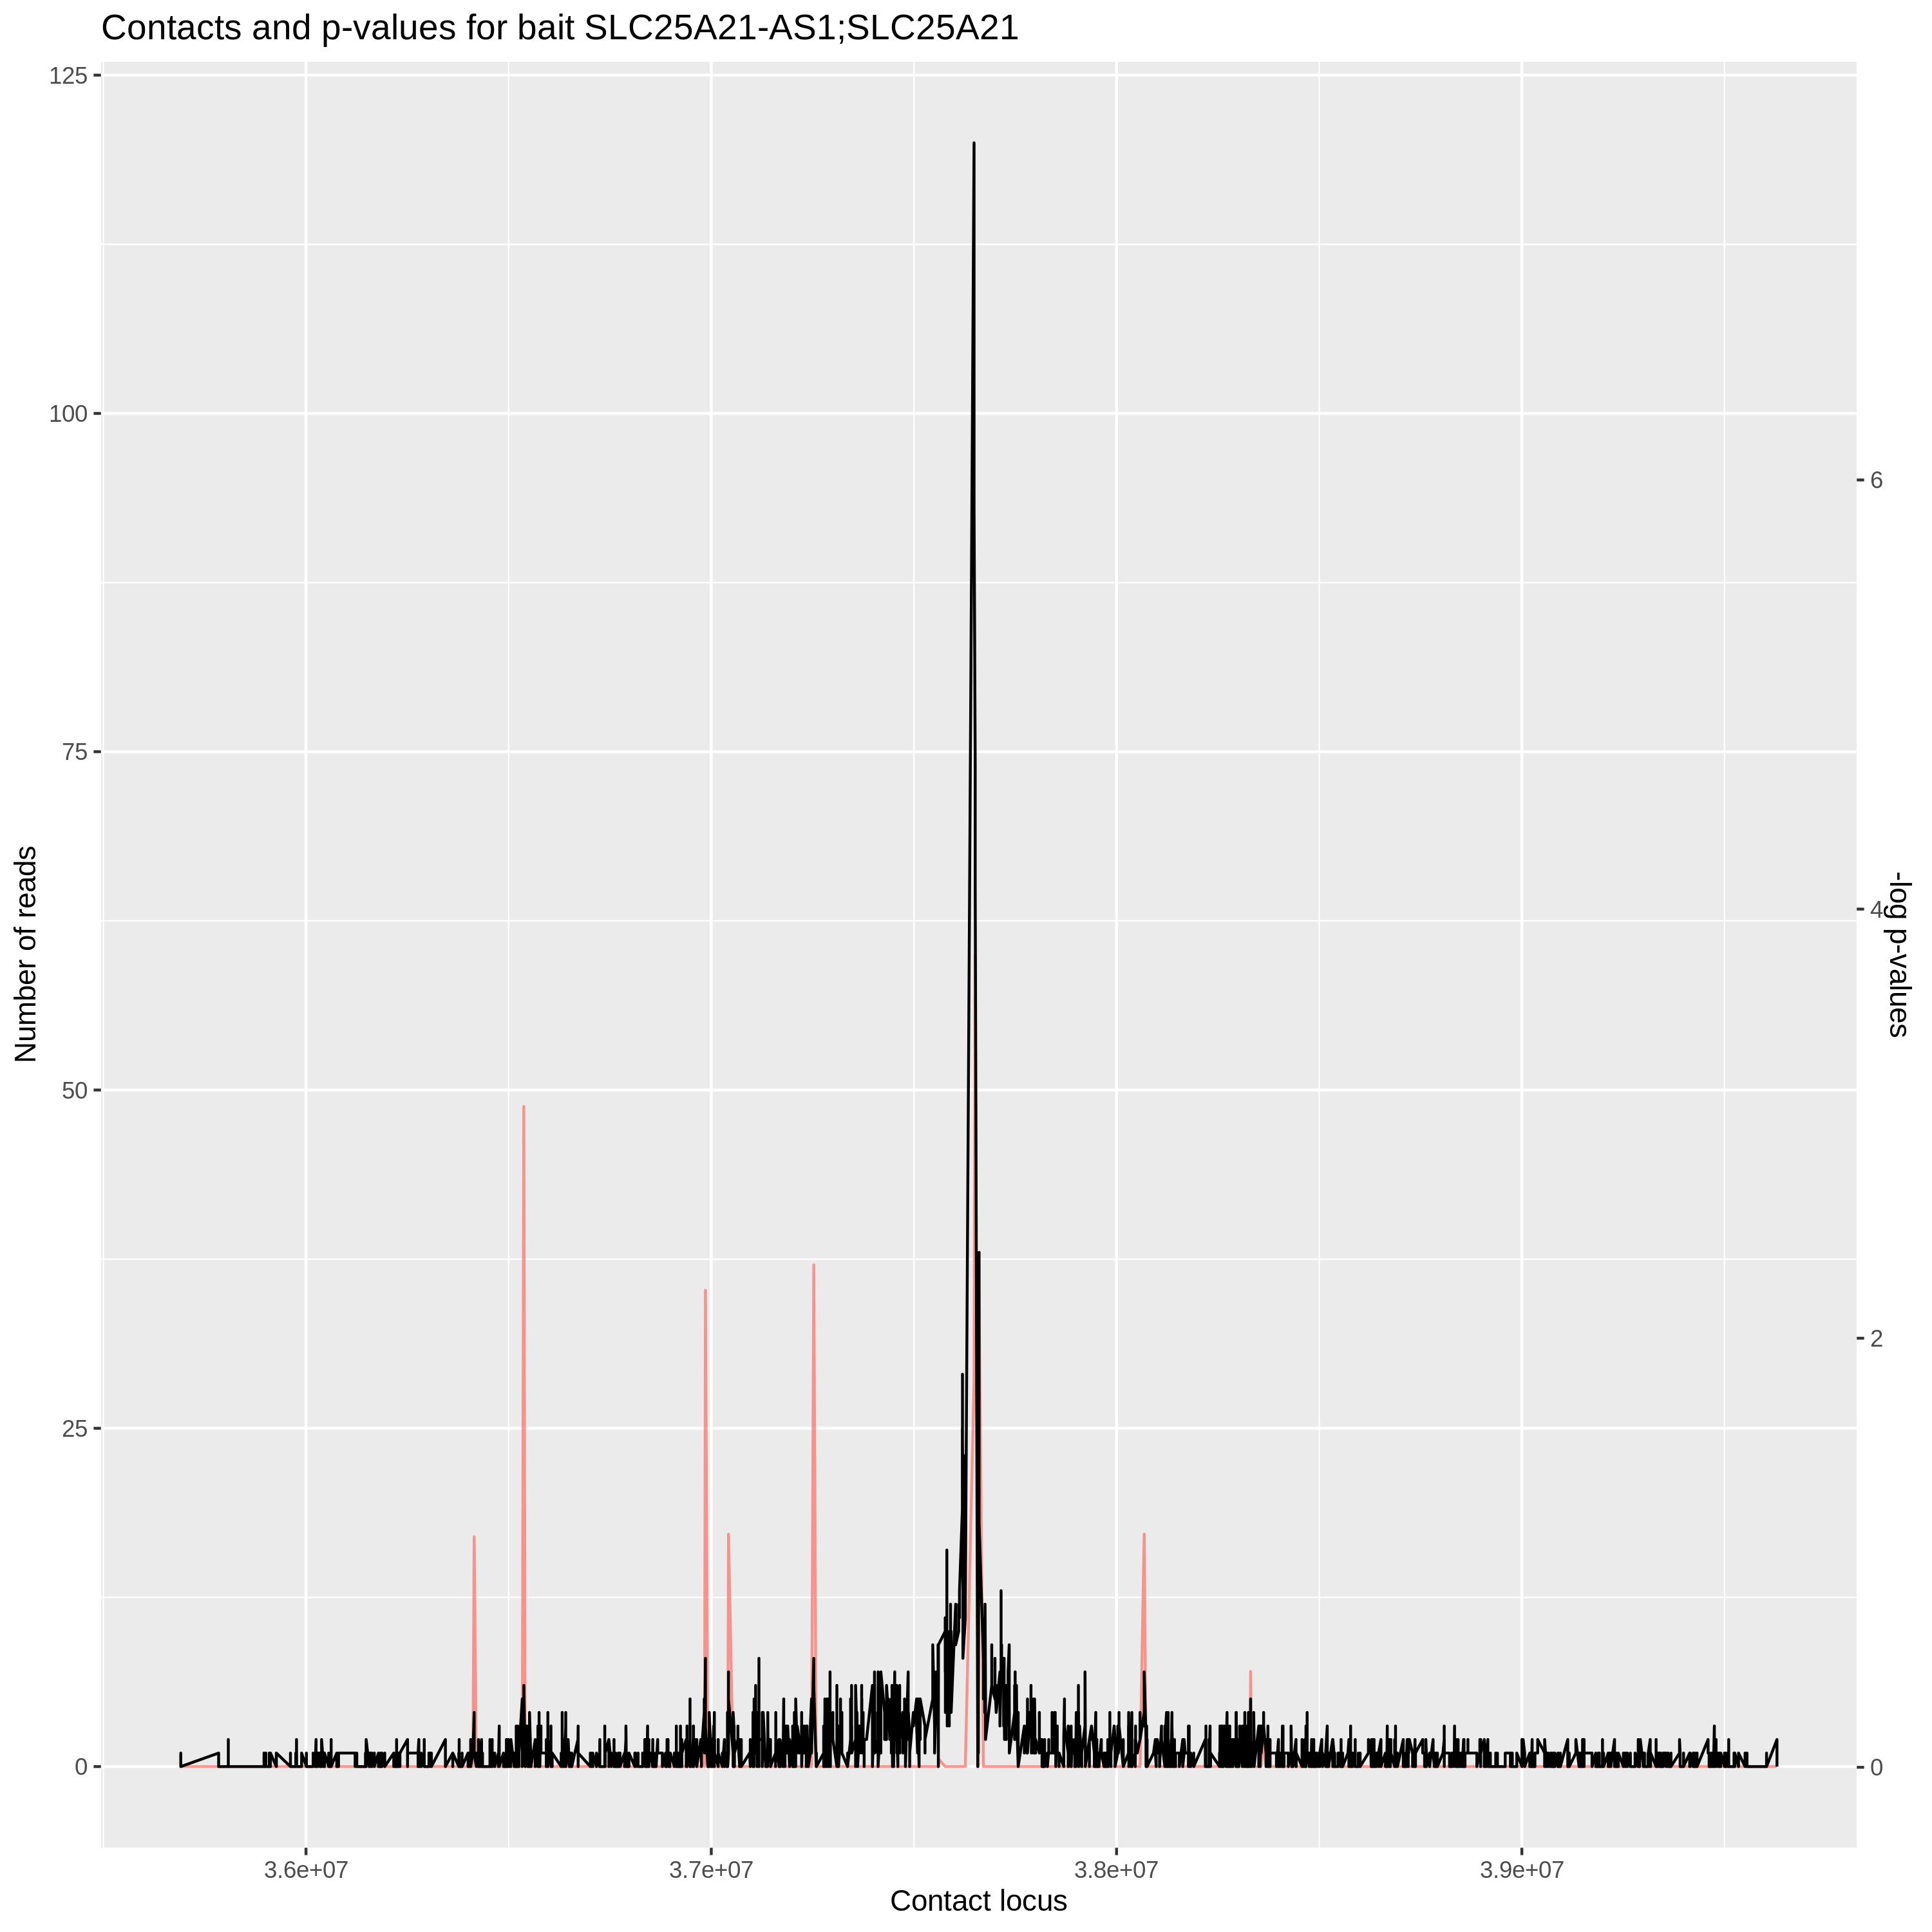 Contacts and p-values for bait SLC25A21-AS1;SLC25A21
125
100
75
50
25
0
Number of reads
6
4
2
0
-log p-values
3.6e+07
3.7e+07
3.8e+07
3.9e+07
Contact locus